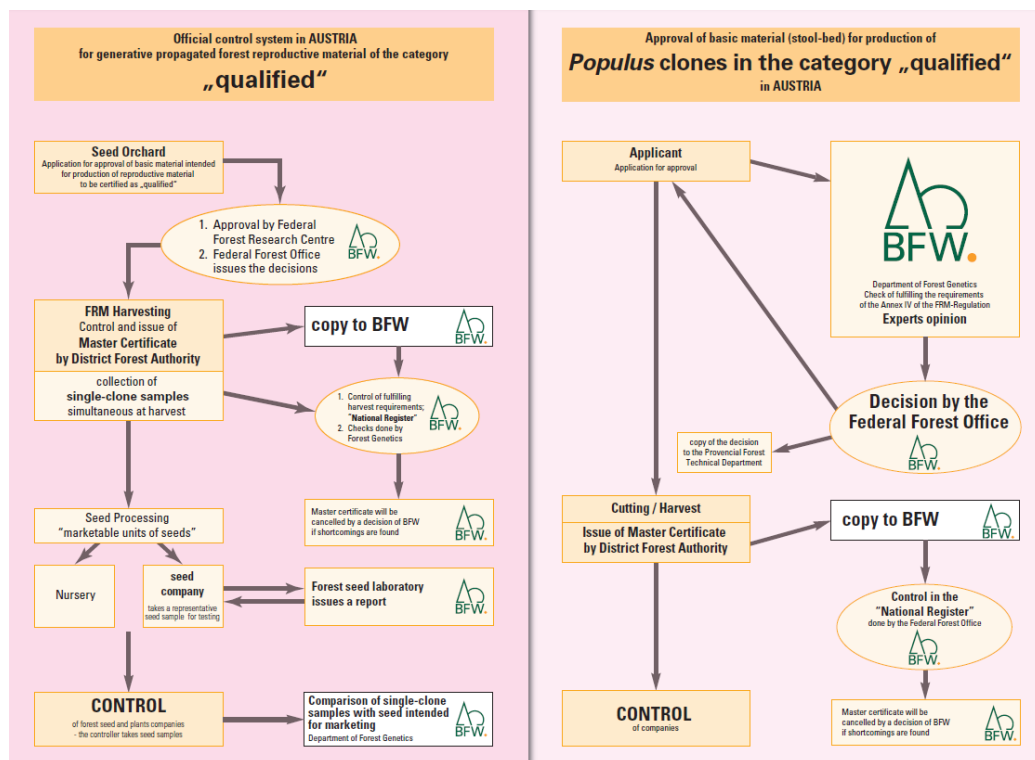 Official control system in AUSTRIA
for generative propagated forest reproductive material of the category
„qualified“
Seed Orchard
Application for approval of basic material intended
for production of reproductive material
to be certified as „qualified“
1. Approval by Federal
Forest Research Centre
2. Federal Forest Office
issues the decisions
BFW.
FRM Harvesting
Control and issue of
Master Certificate
by District Forest Authority
collection of
single-clone samples
simultaneous at harvest
copy to BFW
BFW.
1. Control of fulfilling
harvest requirements;
"National Register"
2. Checks done by
Forest Genetics
BFW.
Master certificate will be
cancelled by a decision of BFW
if shortcomings are found
BFW.
Seed Processing
“marketable units of seeds”
Nursery
seed
company
takes a representative
seed sample for testing
Forest seed laboratory
issues a report
BFW.
CONTROL
of forest seed and plants companies
- the controller takes seed samples
Comparison of single-clone
samples with seed intended
for marketing
Department of Forest Genetics
BFW.
Approval of basic material (stool-bed) for production of
Populus clones in the category „qualified“
in AUSTRIA
Applicant
Application for approval
BFW.
Department of Forest Genetics
Check of fulfilling the requirements
of the Annex IV of the FRM-Regulation
Experts opinion
Decision by the
Federal Forest Office
BFW.
copy of the decision
to the Provencial Forest
Technical Department
Cutting / Harvest
Issue of Master Certificate
by District Forest Authority
copy to BFW
BFW.
Control in the
“National Register”
done by the Federal Forest Office
BFW.
CONTROL
of companies
Master certificate will be
cancelled by a decision of BFW
if shortcomings are found
BFW.